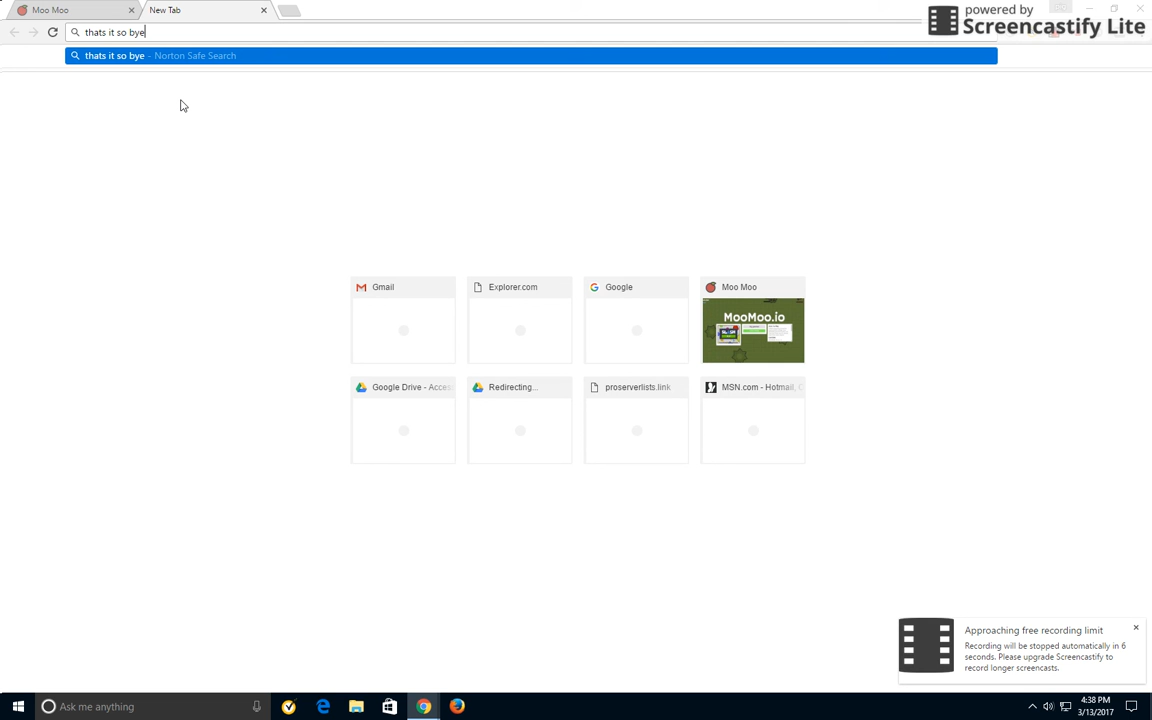 Moo Moo
New Tab
powered by
Screencastify Lite
thats it so bye
thats it so bye - Norton Safe Search
Gmail
Explorer.com
Google
Moo Moo
MooMoo.io
Google Drive - Acces
Redirecting...
proserverlists.link
MSN.com - Hotmail,
Approaching free recording limit
Recording will be stopped automatically in 6
seconds. Please upgrade Screencastify to
record longer screencasts.
Ask me anything
4:38 PM
3/13/2017